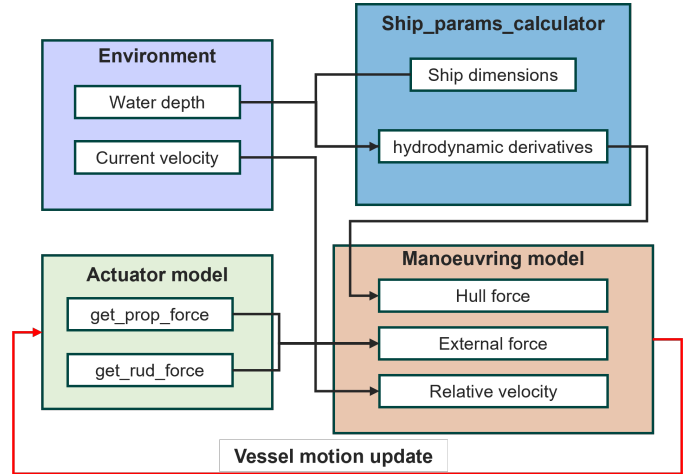 Environment
Water depth
Current velocity
Ship_params_calculator
Ship dimensions
hydrodynamic derivatives
Actuator model
get_prop_force
get_rud_force
Manoeuvring model
Hull force
External force
Relative velocity
Vessel motion update